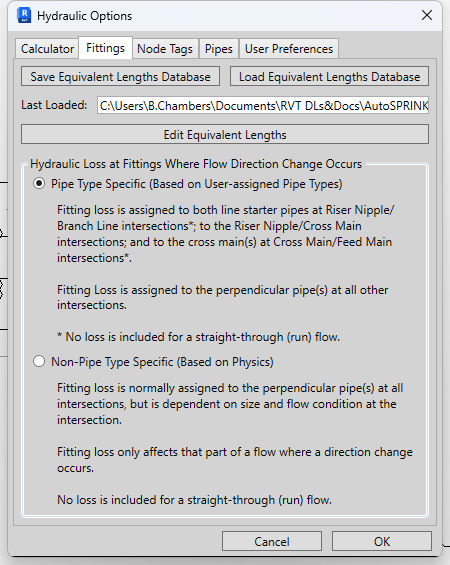 R
RVT
Hydraulic Options
Calculator
Fittings
Node Tags
Pipes
User Preferences
Save Equivalent Lengths Database
Load Equivalent Lengths Database
Last Loaded:
C:\Users\B.Chambers\Documents\RVT DLs&Docs\AutoSPRINK
Edit Equivalent Lengths
Hydraulic Loss at Fittings Where Flow Direction Change Occurs
Pipe Type Specific (Based on User-assigned Pipe Types)
Fitting loss is assigned to both line starter pipes at Riser Nipple/
Branch Line intersections*; to the Riser Nipple/Cross Main
intersections; and to the cross main(s) at Cross Main/Feed Main
intersections*.
Fitting Loss is assigned to the perpendicular pipe(s) at all other
intersections.
* No loss is included for a straight-through (run) flow.
Non-Pipe Type Specific (Based on Physics)
Fitting loss is normally assigned to the perpendicular pipe(s) at all
intersections, but is dependent on size and flow condition at the
intersection.
Fitting loss only affects that part of a flow where a direction change
occurs.
No loss is included for a straight-through (run) flow.
Cancel
OK